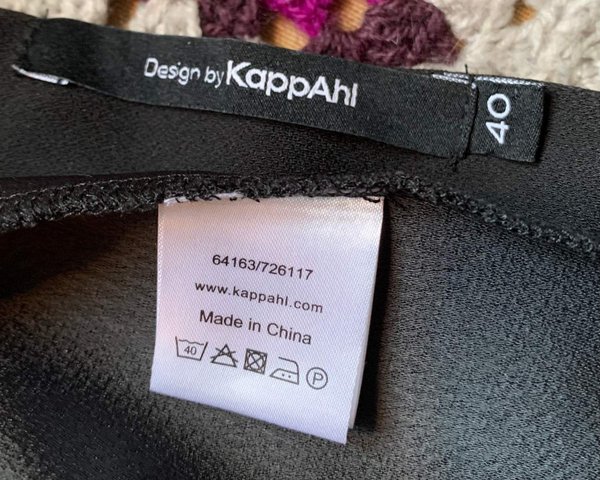 Design by KappAhl
40
64163/726117
www.kappahl.com
Made in China
40 P